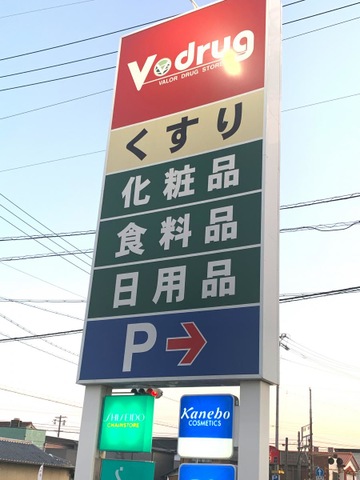 V drug
VALOR DRUG STORE
くすり
化粧品
食料品
日用品
P
SHISEIDO
CHAINSTORE
Kanebo
COSMETICS